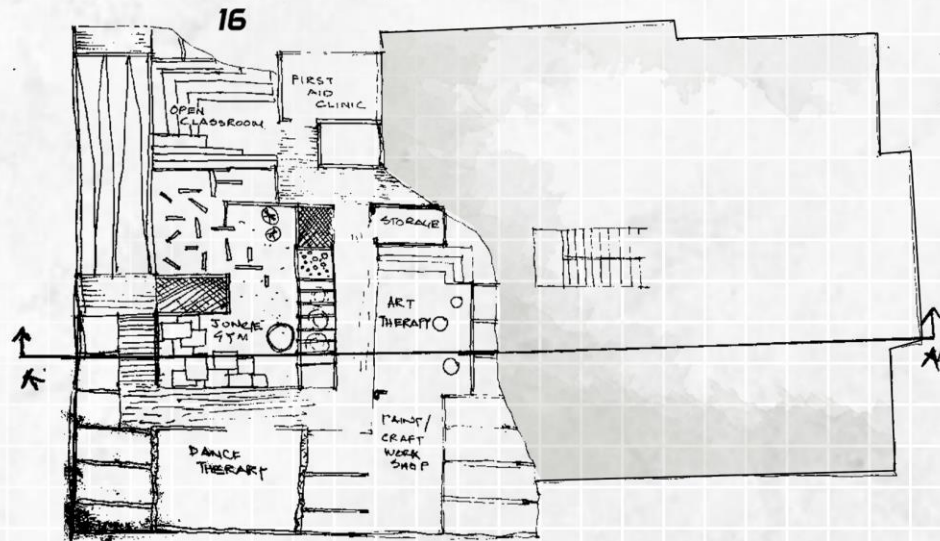 16
FIRST
AID
CLINIC
OPEN
CLASSROOM
STORAGE
ART
THERAPY
JUNGLE
GYM
A'
A
PAINT/
CRAFT
WORK
SHOP
DANCE
THERAPY